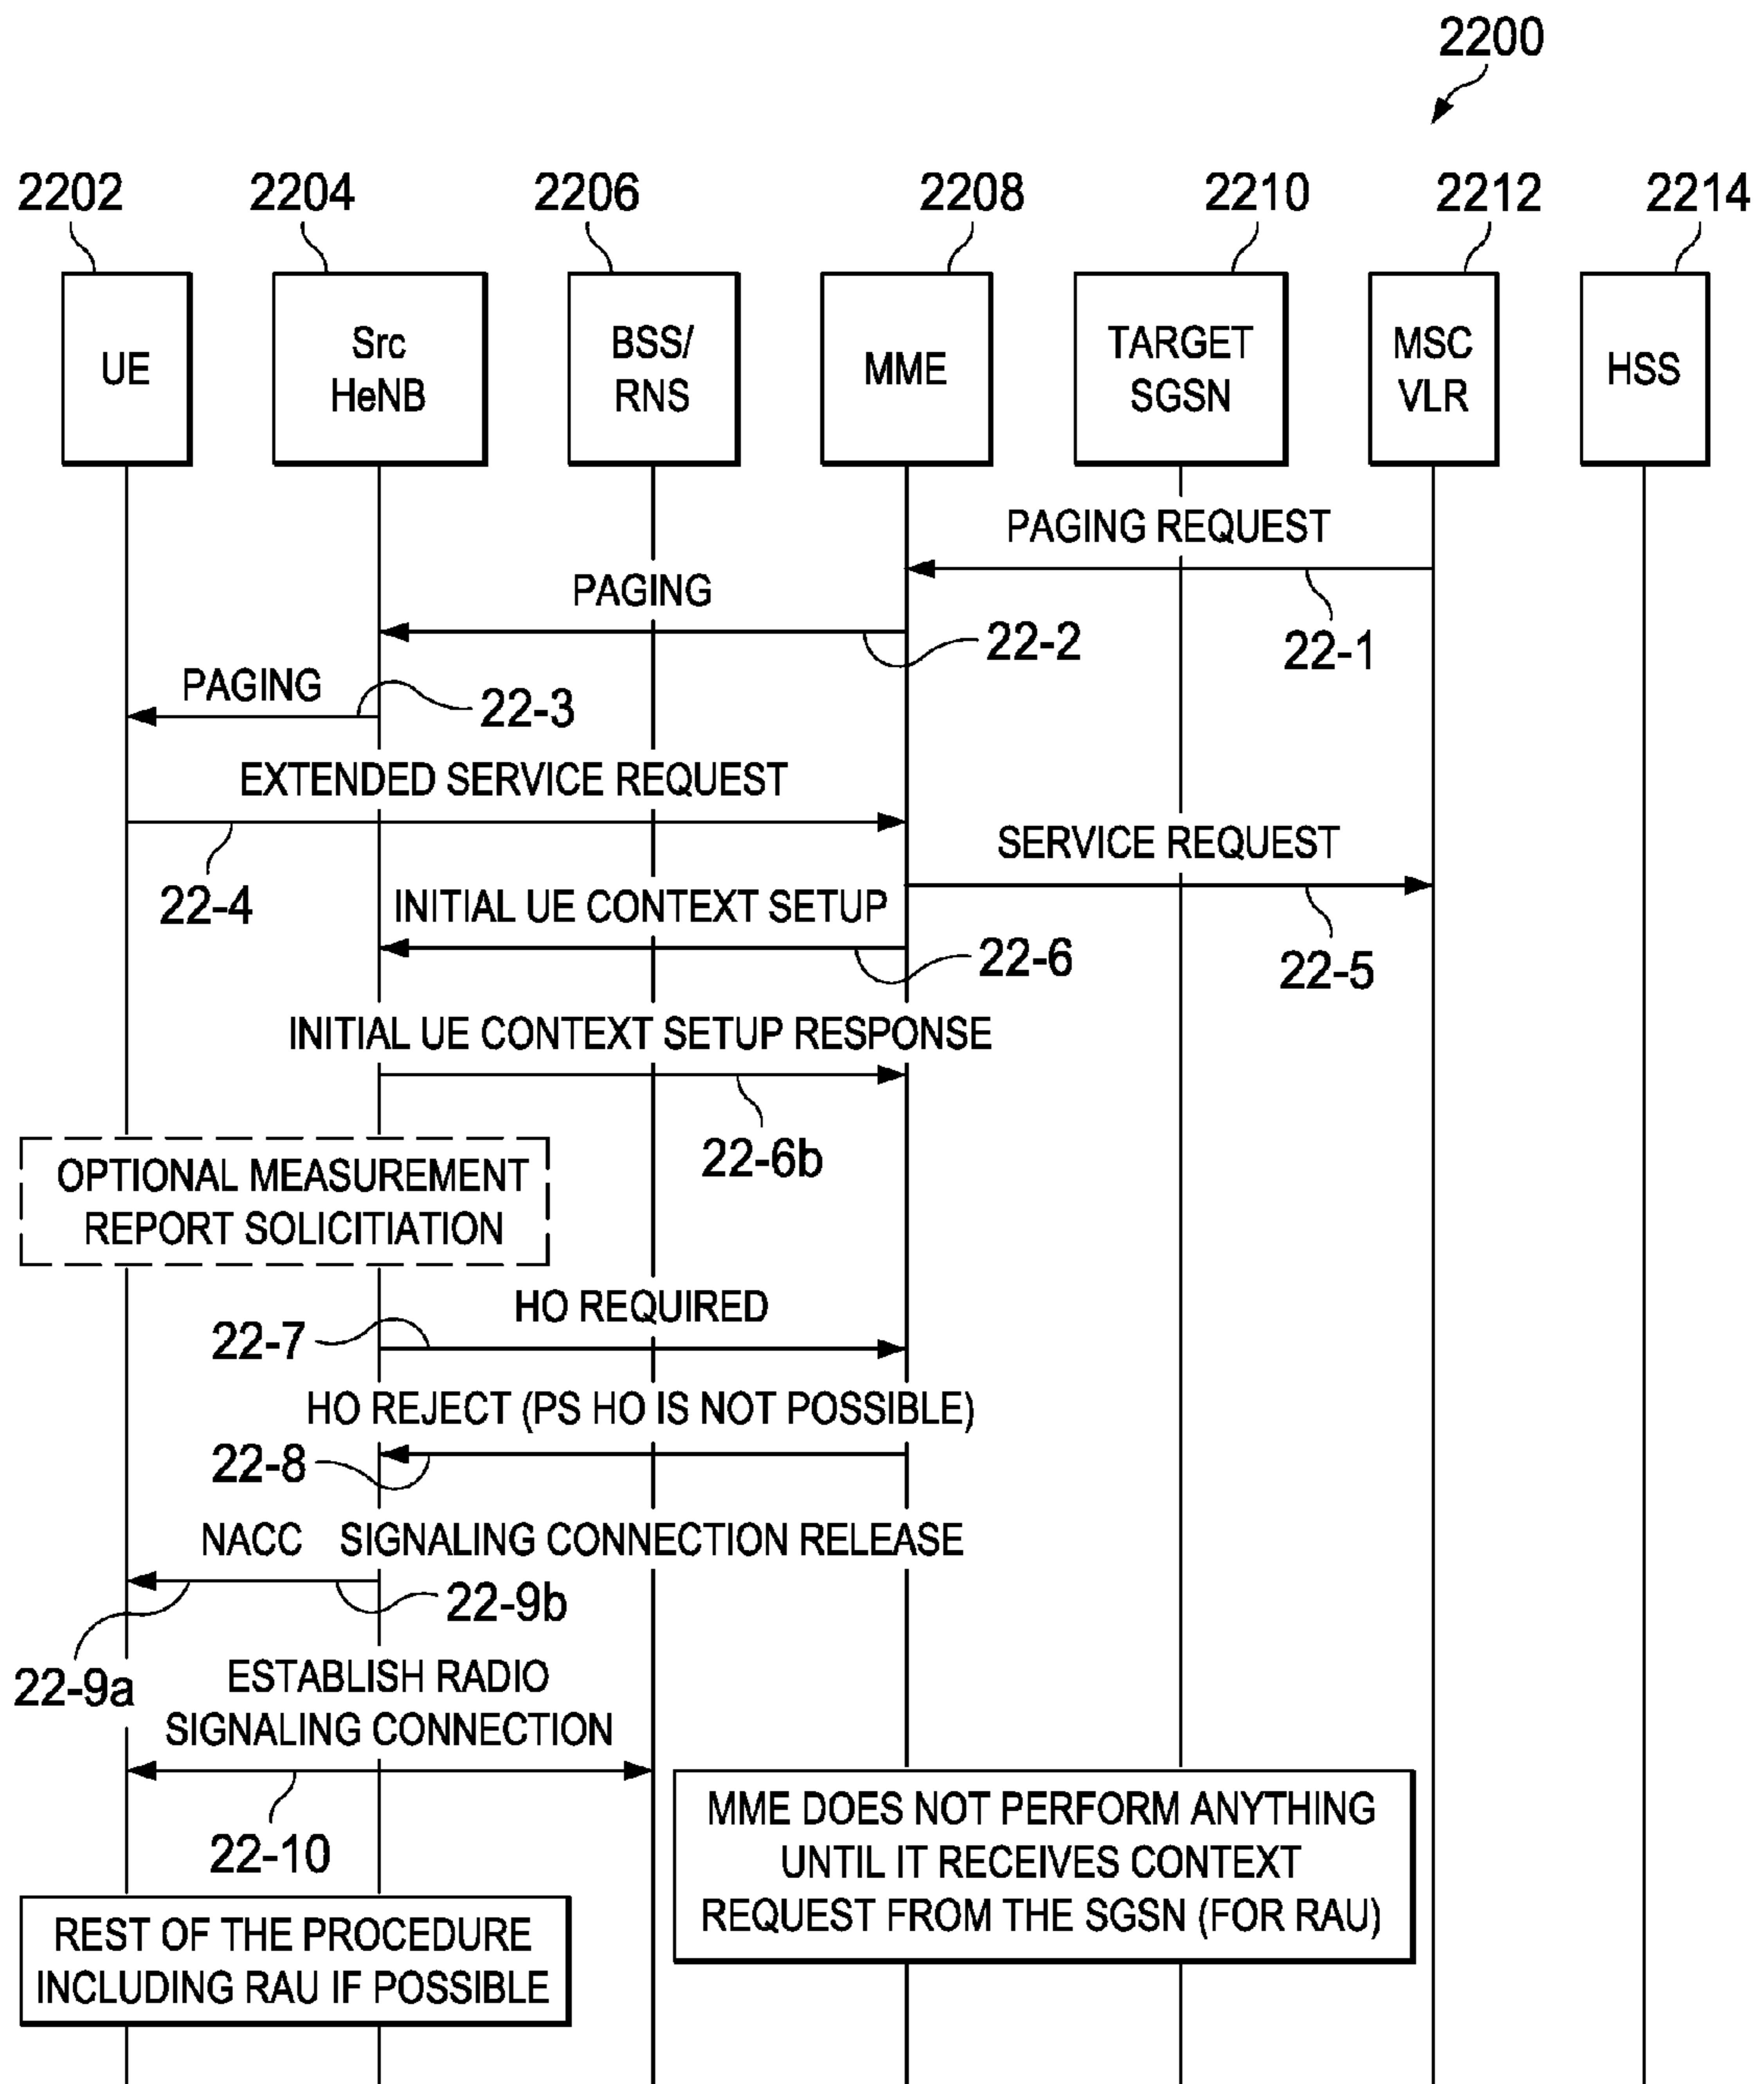 2200
2202
2204
2206
2208
2210
2212
2214
UE
Src
HeNB
BSS/
RNS
MME
TARGET
SGSN
MSC
VLR
HSS
PAGING REQUEST
22-1
PAGING
22-2
PAGING
22-3
EXTENDED SERVICE REQUEST
22-4
SERVICE REQUEST
22-5
INITIAL UE CONTEXT SETUP
22-6
INITIAL UE CONTEXT SETUP RESPONSE
22-6b
OPTIONAL MEASUREMENT
REPORT SOLICITIATION
HO REQUIRED
22-7
HO REJECT (PS HO IS NOT POSSIBLE)
22-8
NACC
SIGNALING CONNECTION RELEASE
22-9b
22-9a
ESTABLISH RADIO
SIGNALING CONNECTION
22-10
MME DOES NOT PERFORM ANYTHING
UNTIL IT RECEIVES CONTEXT
REQUEST FROM THE SGSN (FOR RAU)
REST OF THE PROCEDURE
INCLUDING RAU IF POSSIBLE